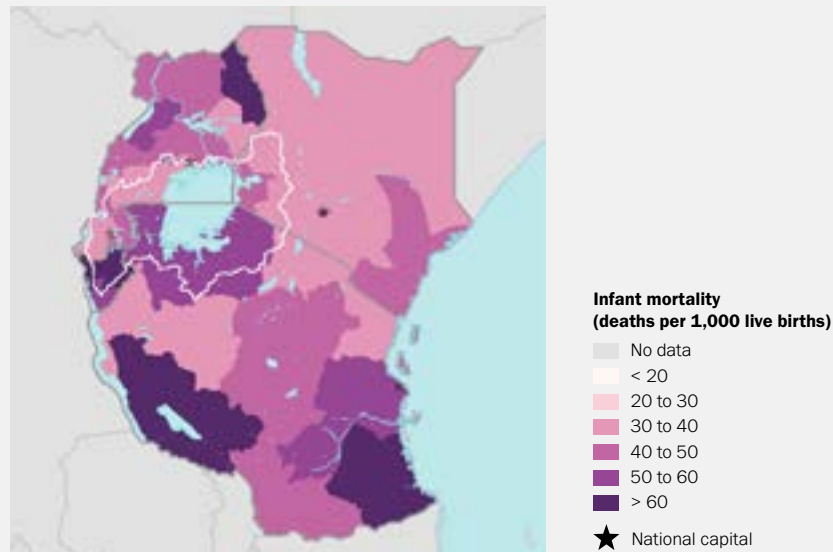 Infant mortality
(deaths per 1,000 live births)
No data
< 20
20 to 30
30 to 40
40 to 50
50 to 60
> 60
National capital